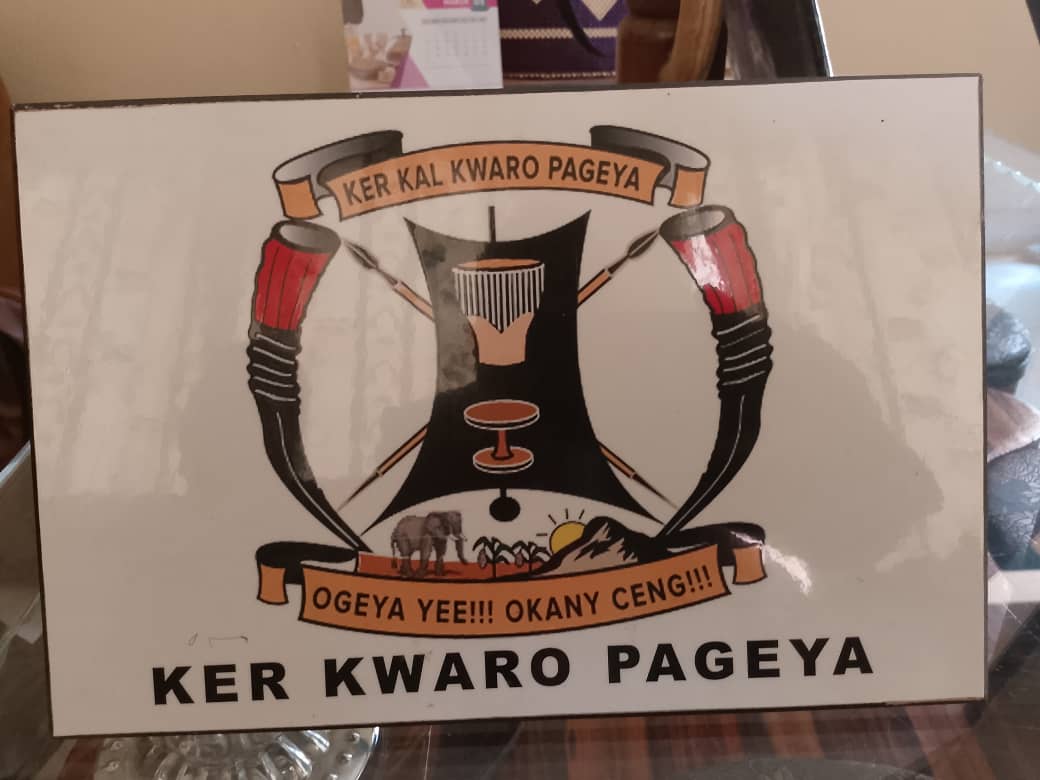 KER KAL KWARO PAGEYA
OGEYA YEE!!! OKANY CENG!!!
KER KWARO PAGEYA